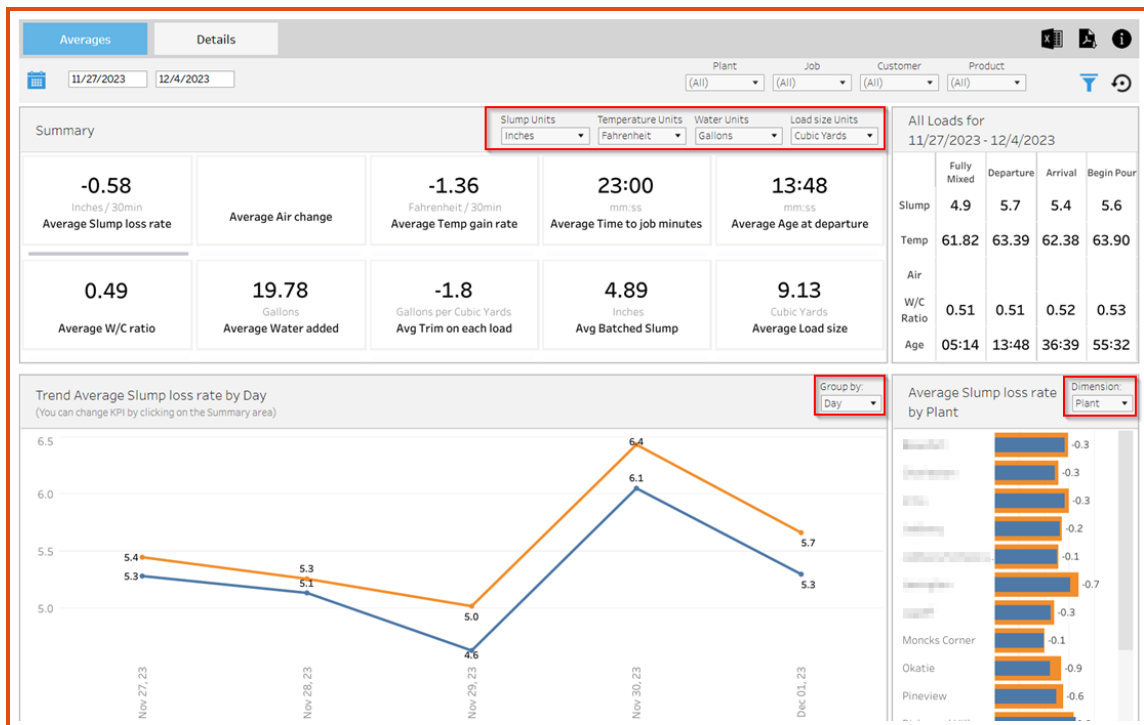 Averages
Details
11/27/2023
12/4/2023
Plant
(All)
Job
(All)
Customer
(All)
Product
(All)
Summary
Slump Units
Inches
Temperature Units
Fahrenheit
Water Units
Gallons
Load size Units
Cubic Yards
-0.58
Inches / 30min
Average Slump loss rate
Average Air change
-1.36
Fahrenheit / 30min
Average Temp gain rate
23:00
mm:ss
Average Time to job minutes
13:48
mm:ss
Average Age at departure
0.49
Average W/C ratio
19.78
Gallons
Average Water added
-1.8
Gallons per Cubic Yards
Avg Trim on each load
4.89
Inches
Avg Batched Slump
9.13
Cubic Yards
Average Load size
All Loads for
11/27/2023 - 12/4/2023
Fully
Mixed
Departure
Arrival
Begin Pour
Slump 4.9 5.7 5.4 5.6
Temp 61.82 63.39 62.38 63.90
Air
W/C
Ratio
0.51 0.51 0.52 0.53
Age 05:14 13:48 36:39 55:32
Trend Average Slump loss rate by Day
(You can change KPI by clicking on the Summary area)
Group by:
Day
6.5
6.0
5.5
5.0
5.4
5.3
5.3
5.1
5.0
4.6
6.4
6.1
5.7
5.3
Nov 27, 23
Nov 28, 23
Nov 29, 23
Nov 30, 23
Dec 01, 23
Average Slump loss rate
by Plant
Dimension:
Plant
-0.3
-0.3
-0.3
-0.2
-0.1
-0.7
-0.3
Moncks Corner -0.1
Okatie -0.9
Pineview -0.6